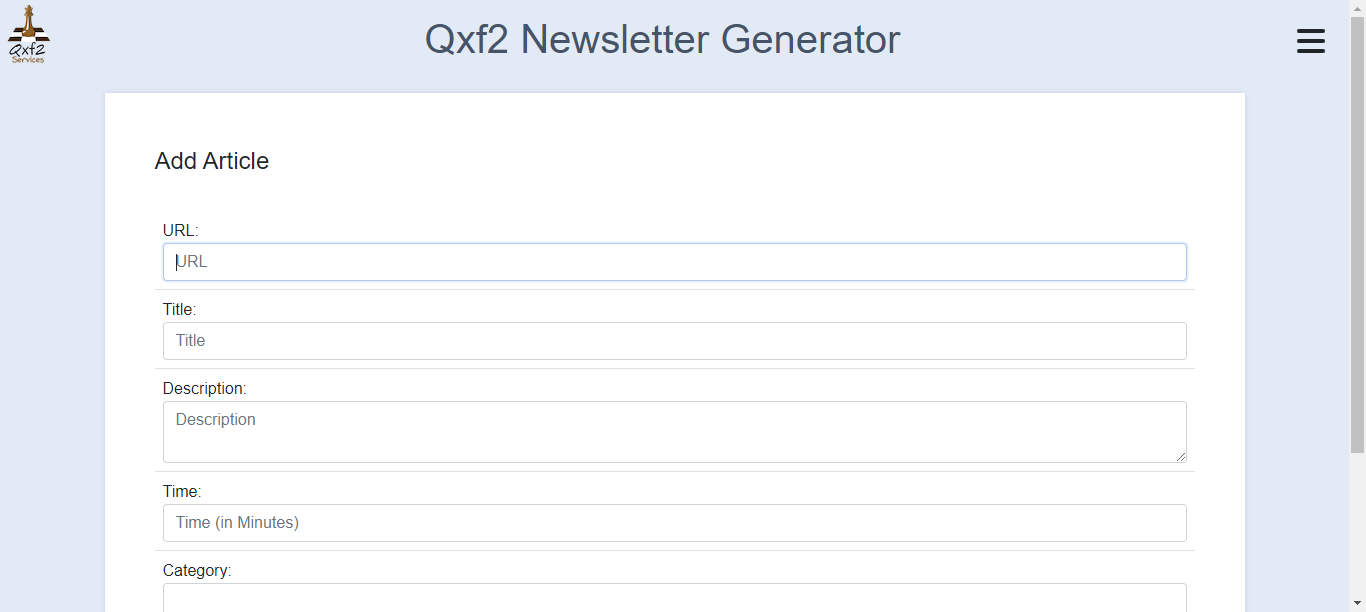 Qxf2
Services
Qxf2 Newsletter Generator
Add Article
URL:
URL
Title:
Title
Description:
Description
Time:
Time (in Minutes)
Category: